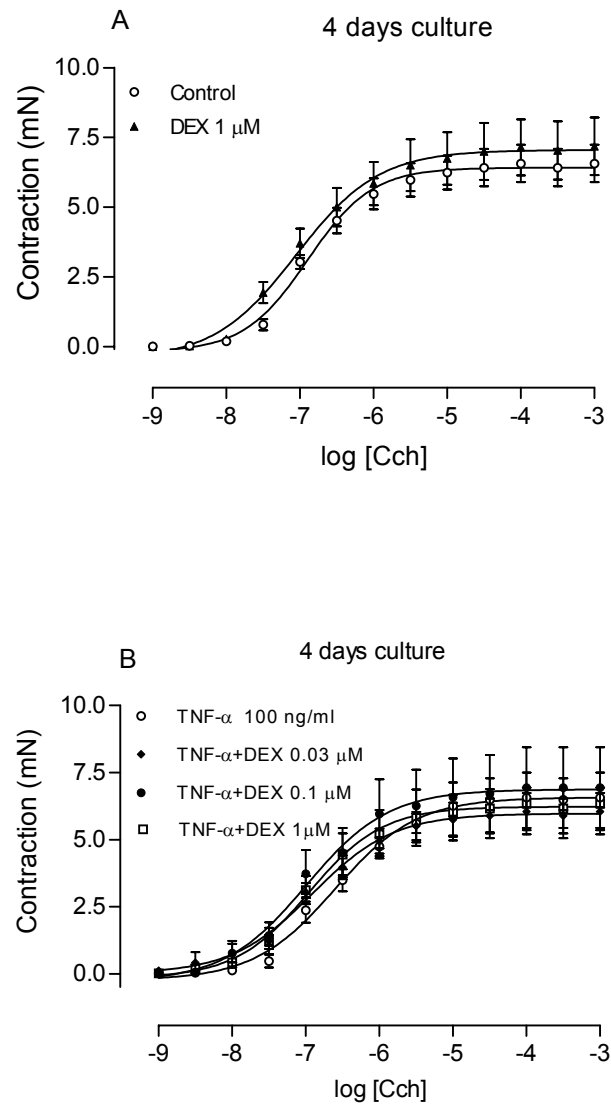 A
4 days culture
10.0
Control
DEX 1 μM
7.5
5.0
2.5
0.0
Contraction (mN)
-9 -8 -7 -6 -5 -4 -3
log [Cch]
B
4 days culture
10.0
TNF-α 100 ng/ml
TNF-α+DEX 0.03 μM
7.5
TNF-α+DEX 0.1 μM
TNF-α+DEX 1μM
5.0
2.5
0.0
Contraction (mN)
-9 -8 -7 -6 -5 -4 -3
log [Cch]